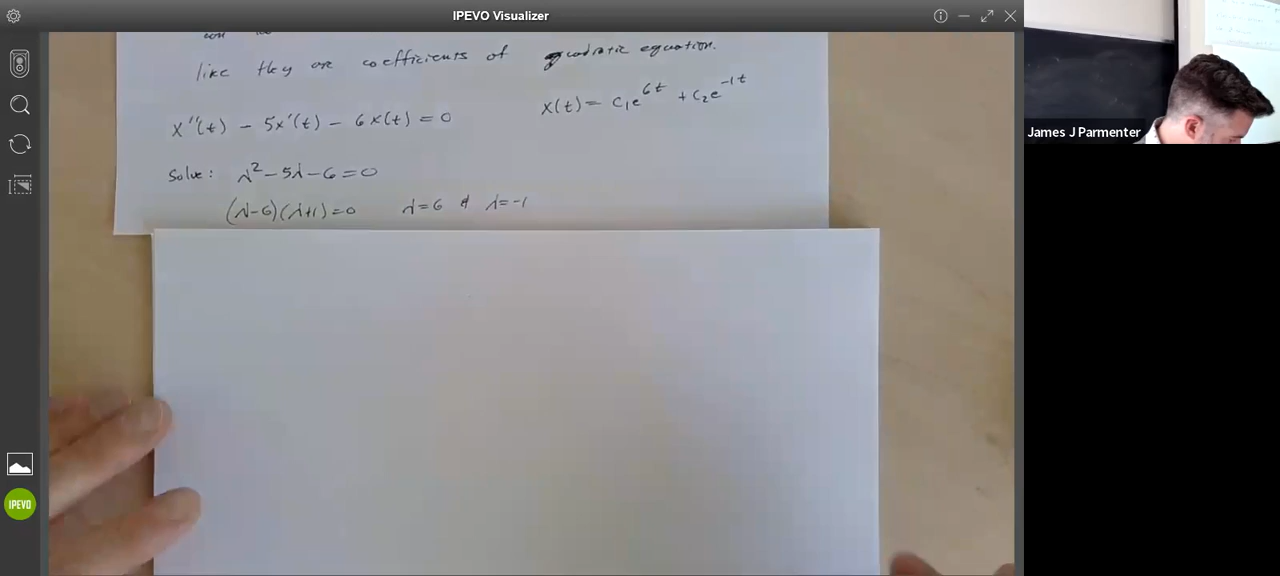 IPEVO Visualizer
like they are coefficients of quadratic equation.
x''(t) - 5x'(t) - 6x(t) = 0
x(t) = c₁e^{6t} + c₂e^{-1t}
Solve: λ² - 5λ - 6 = 0
(λ-6)(λ+1) = 0 λ=6 & λ=-1
James J Parmenter
IPEVO